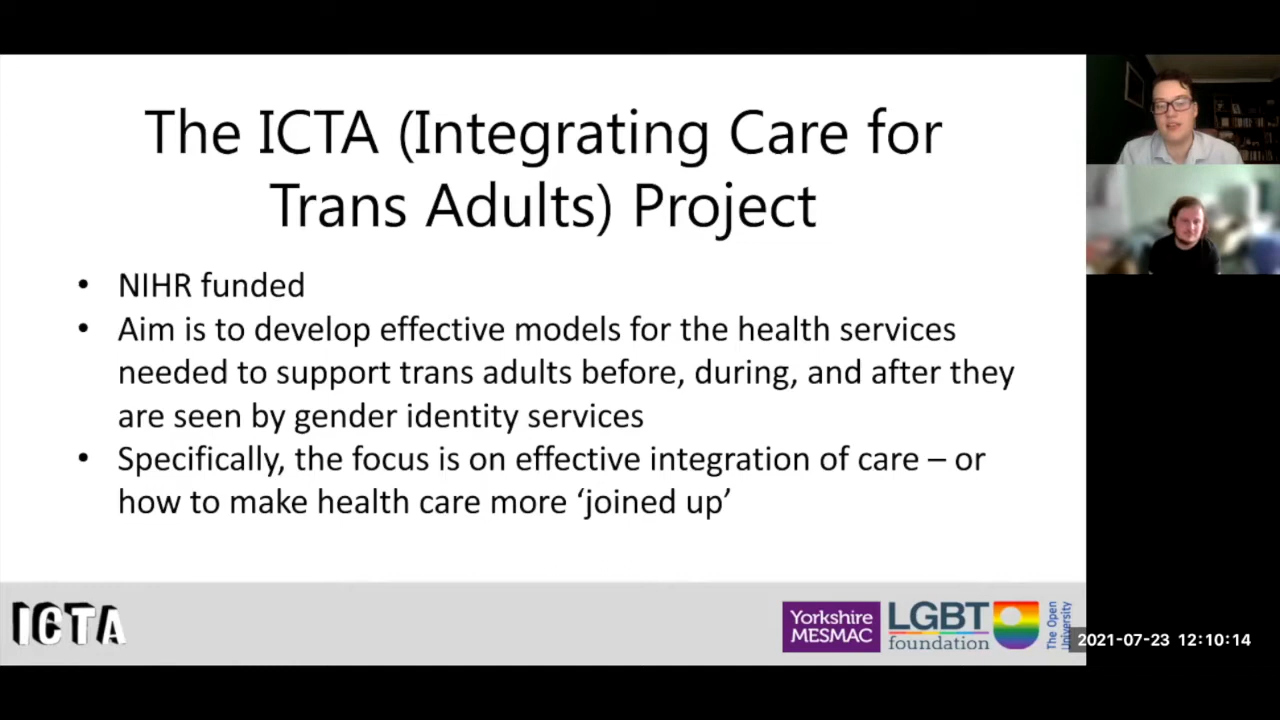 The ICTA (Integrating Care for
Trans Adults) Project
• NIHR funded
• Aim is to develop effective models for the health services
needed to support trans adults before, during, and after they
are seen by gender identity services
• Specifically, the focus is on effective integration of care – or
how to make health care more ‘joined up’
ICTA
Yorkshire
MESMAC
LGBT
foundation
The Open
University
2021-07-23 12:10:14